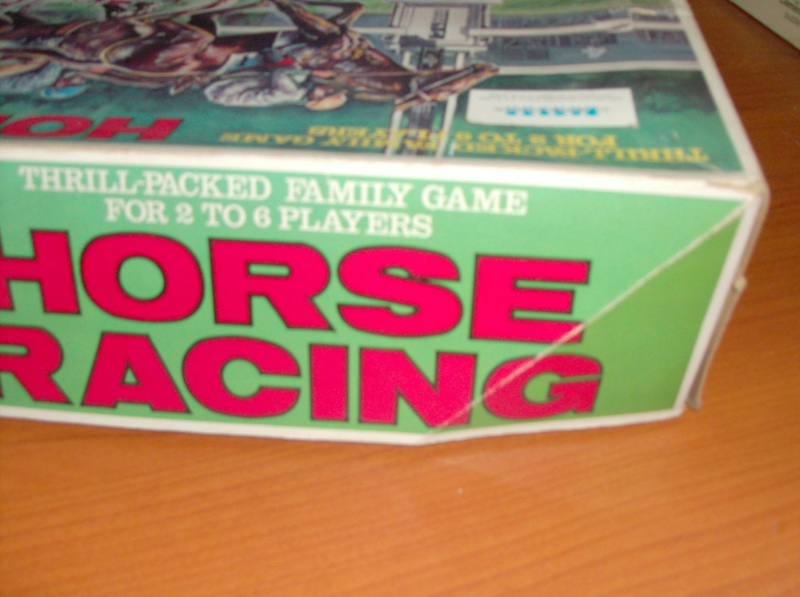 HO
THRILL-PACKED FAMILY GAME
FOR 2 TO 6 PLAYERS
THRILL-PACKED FAMILY GAME
FOR 2 TO 6 PLAYERS
HORSE
RACING